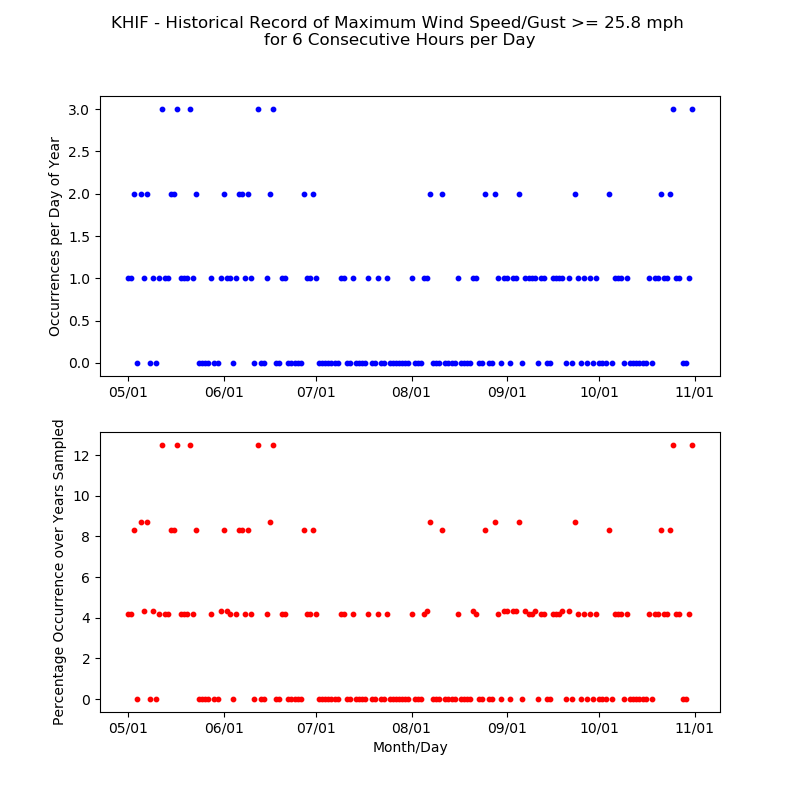 KHIF - Historical Record of Maximum Wind Speed/Gust >= 25.8 mph
for 6 Consecutive Hours per Day
Occurrences per Day of Year
3.0
2.5
2.0
1.5
1.0
0.5
0.0
05/01 06/01 07/01 08/01 09/01 10/01 11/01
Percentage Occurrence over Years Sampled
12
10
8
6
4
2
0
05/01 06/01 07/01 08/01 09/01 10/01 11/01
Month/Day